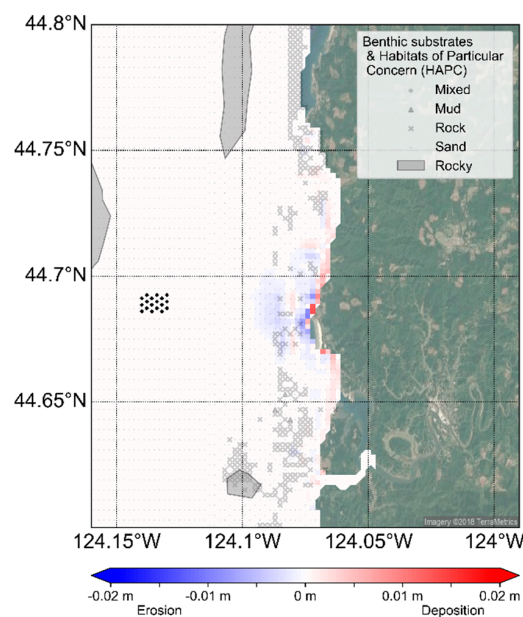 44.8°N
Benthic substrates
& Habitats of Particular
Concern (HAPC)
Mixed
Mud
Rock
Sand
Rocky
44.75°N
44.7°N
44.65°N
Imagery ©2018 TerraMetrics
124.15°W 124.1°W 124.05°W 124°W
-0.02 m -0.01 m 0 m 0.01 m 0.02 m
Erosion Deposition